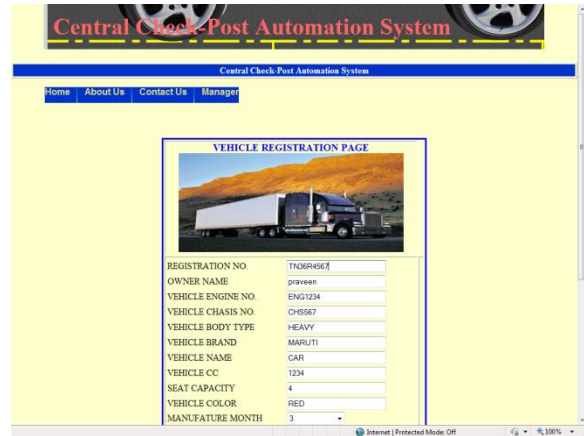 Central Check-Post Automation System
Central Check-Post Automation System
Home About Us Contact Us Manager
VEHICLE REGISTRATION PAGE
REGISTRATION NO. TN36R4567
OWNER NAME praveen
VEHICLE ENGINE NO. ENG1234
VEHICLE CHASIS NO. CHS567
VEHICLE BODY TYPE HEAVY
VEHICLE BRAND MARUTI
VEHICLE NAME CAR
VEHICLE CC 1234
SEAT CAPACITY 4
VEHICLE COLOR RED
MANUFATURE MONTH 3
Internet | Protected Mode: Off 100%